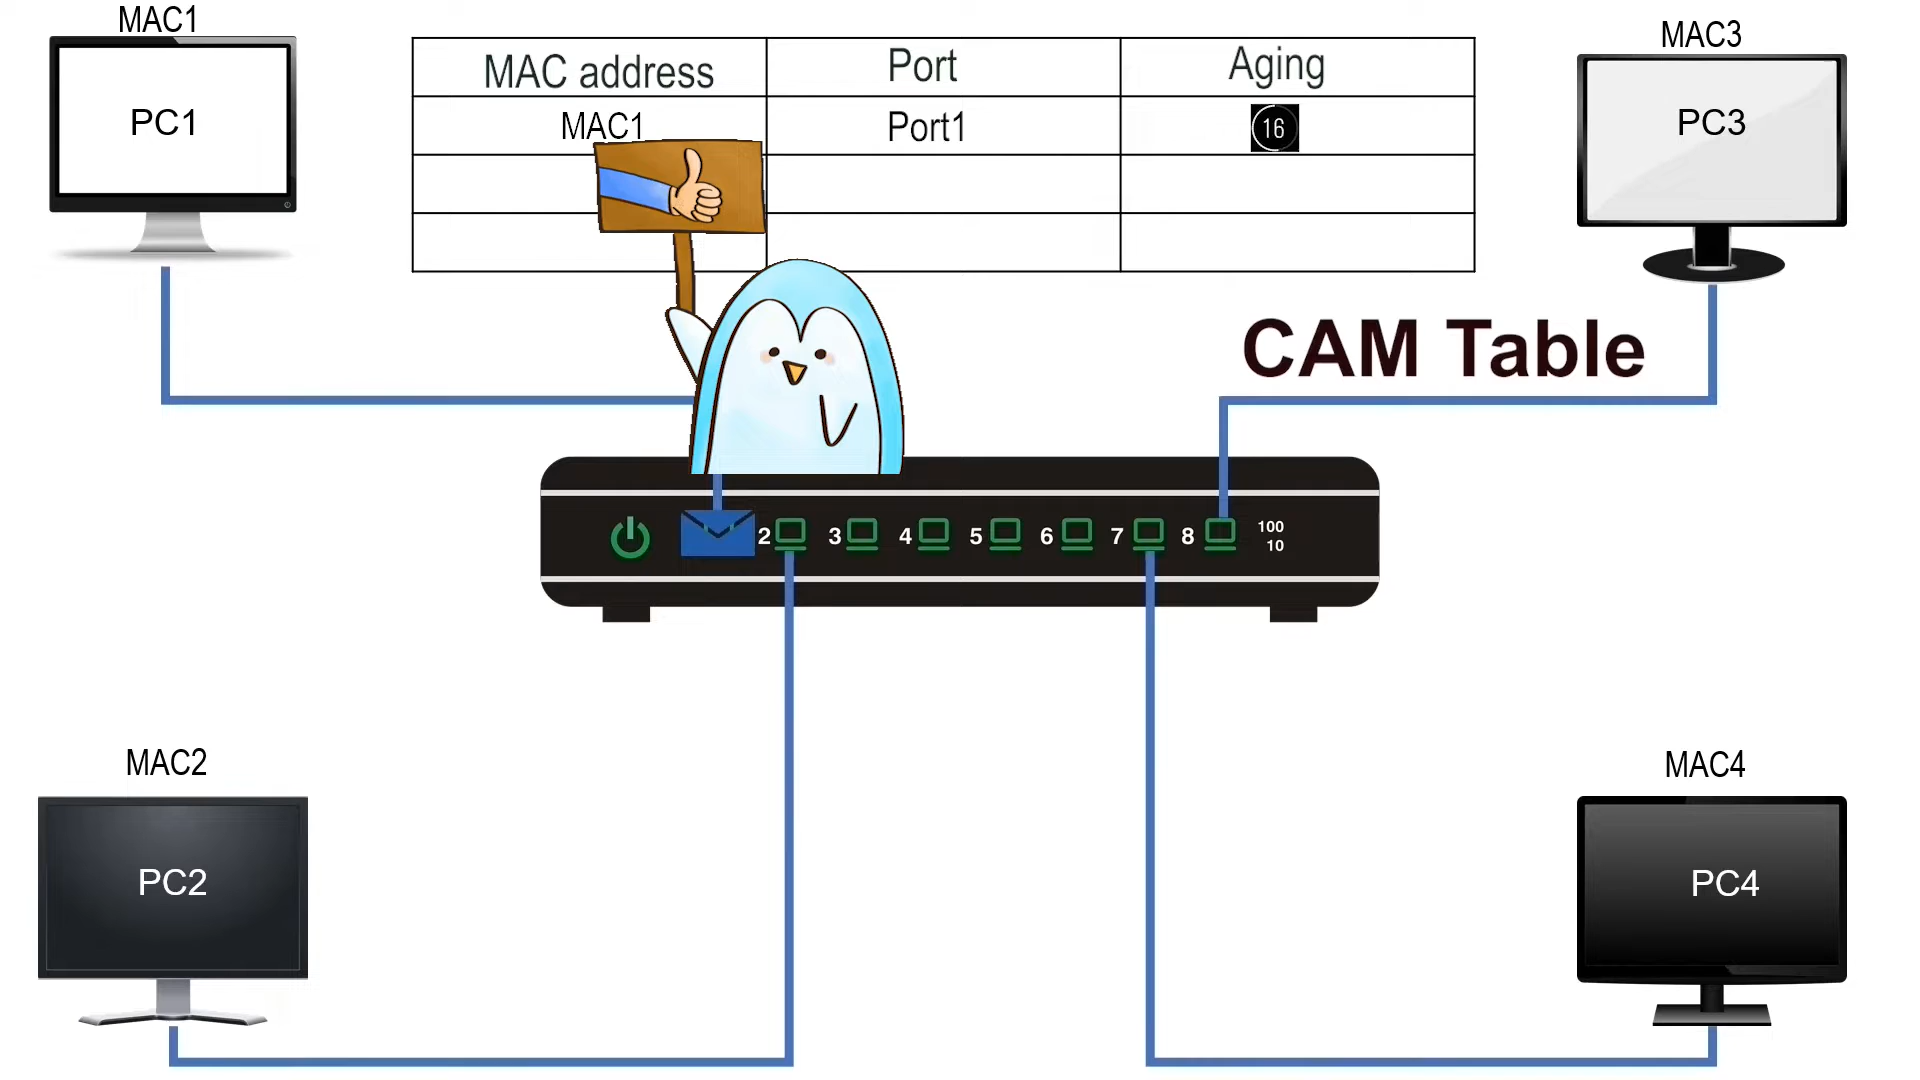 MAC1
MAC3
MAC address Port Aging
PC1
MAC1 Port1 16
PC3
CAM Table
2 3 4 5 6 7 8 100
10
MAC2
MAC4
PC2
PC4